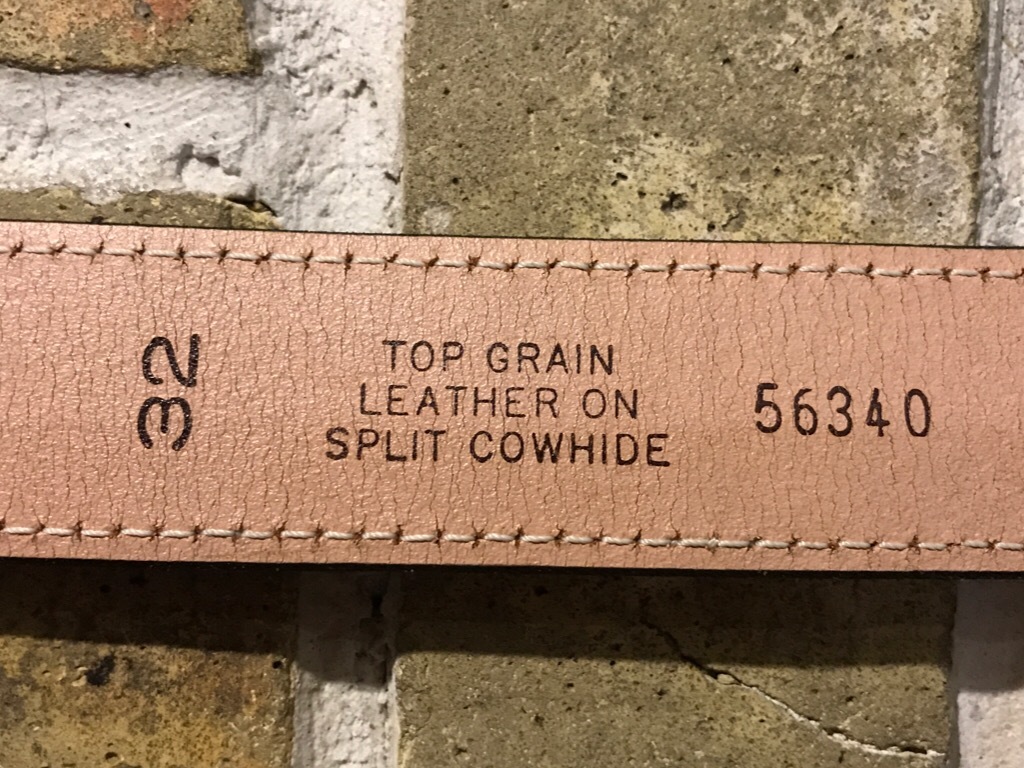 32
TOP GRAIN
LEATHER ON
SPLIT COWHIDE
56340